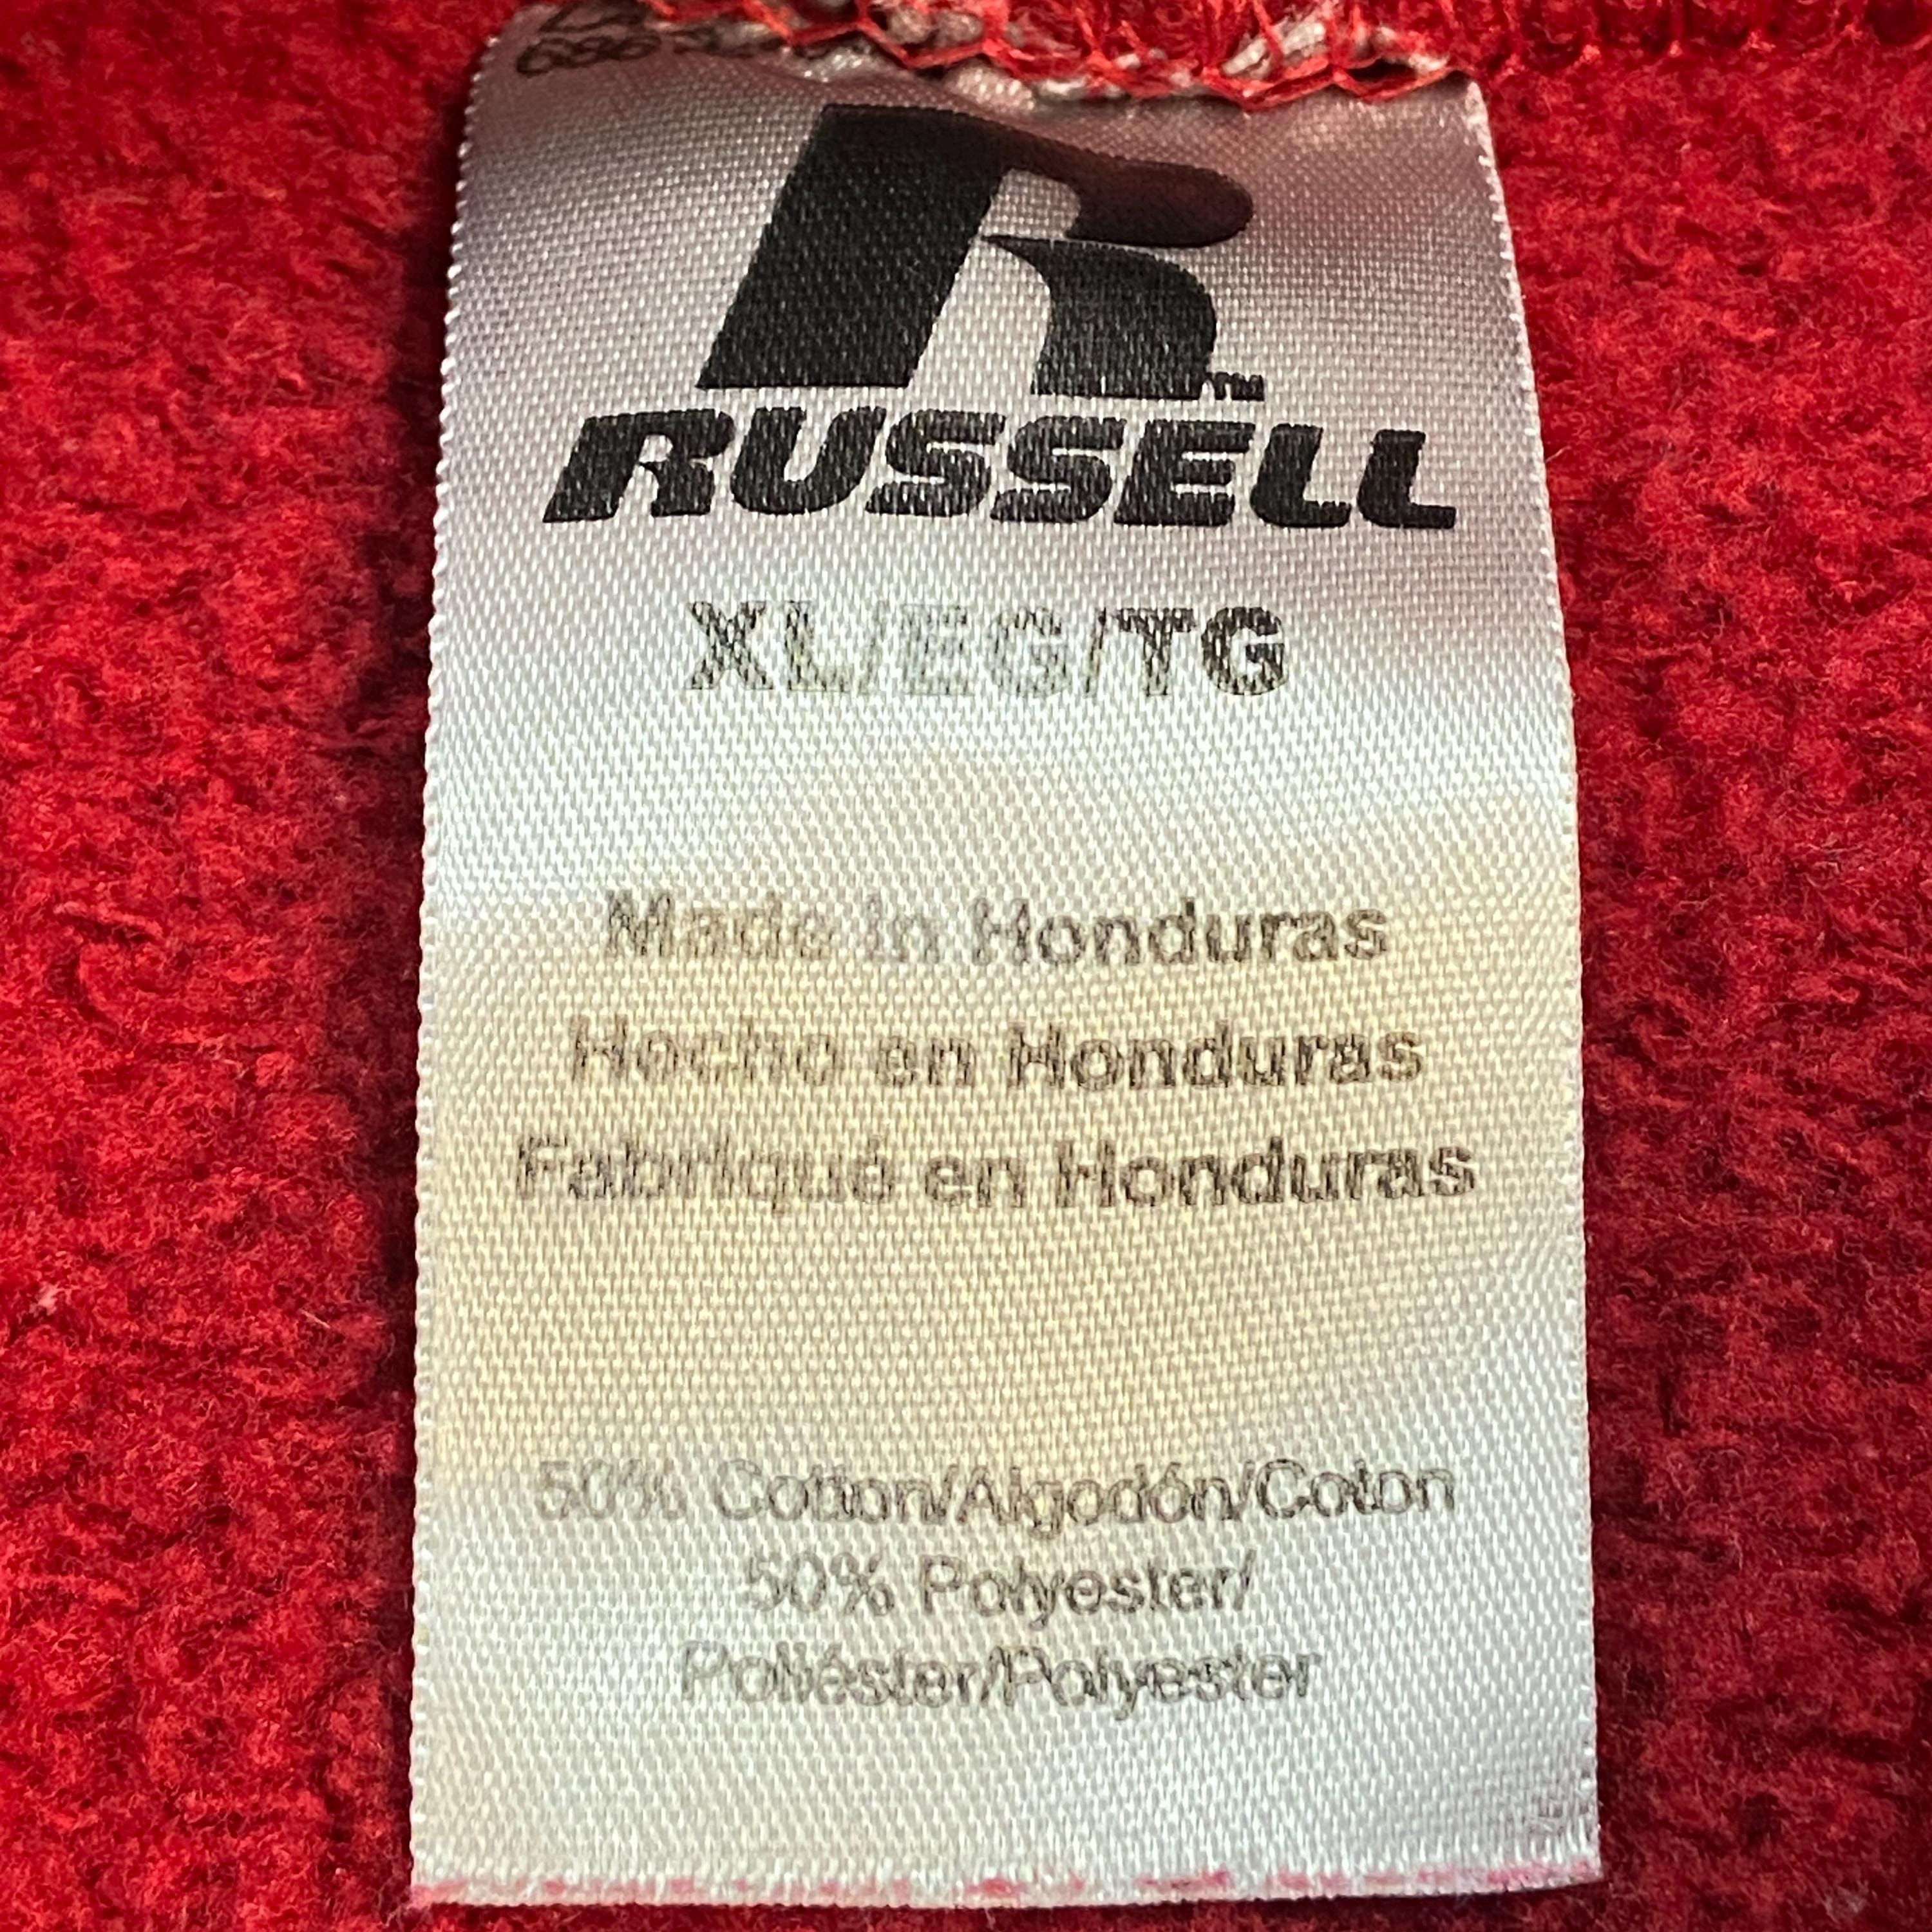 R
TM
RUSSELL
XL/EG/TG
Made in Honduras
Hecho en Honduras
Fabriqué en Honduras
50% Cotton/Algodón/Coton
50% Polyester/
Poliéster/Polyester